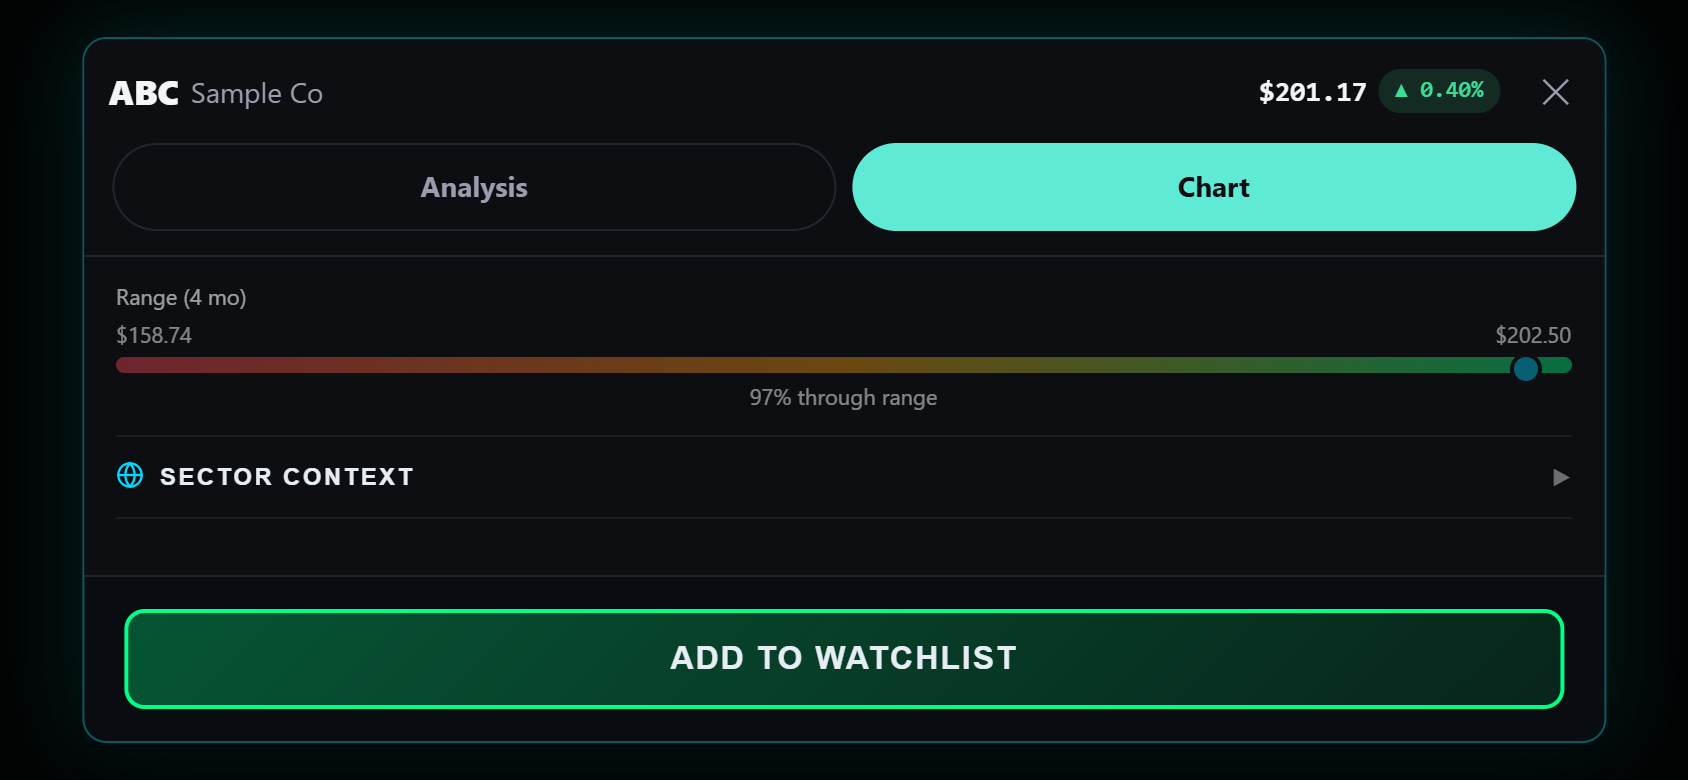 ABC Sample Co $201.17 ▲ 0.40%
Analysis Chart
Range (4 mo)
$158.74 $202.50
97% through range
SECTOR CONTEXT
ADD TO WATCHLIST